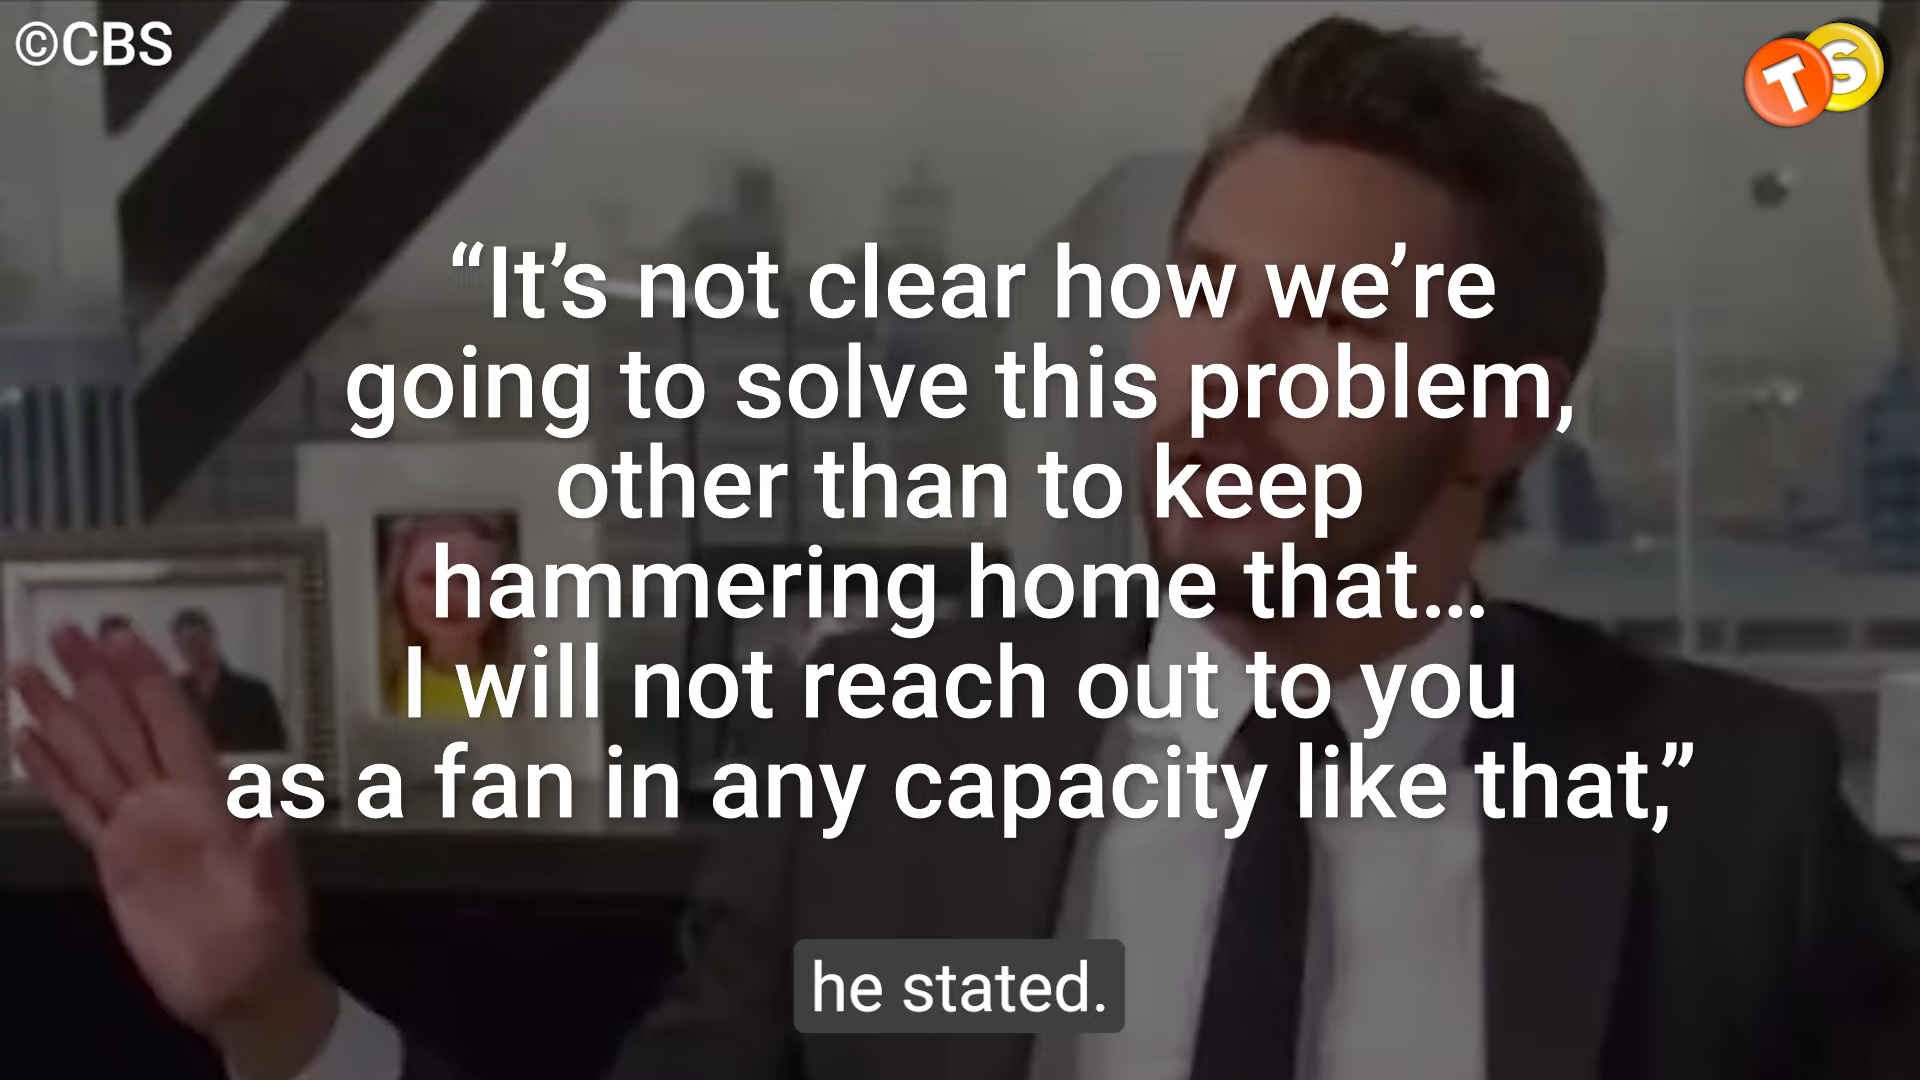 ©CBS
TS
“It’s not clear how we’re
going to solve this problem,
other than to keep
hammering home that…
I will not reach out to you
as a fan in any capacity like that,”
he stated.